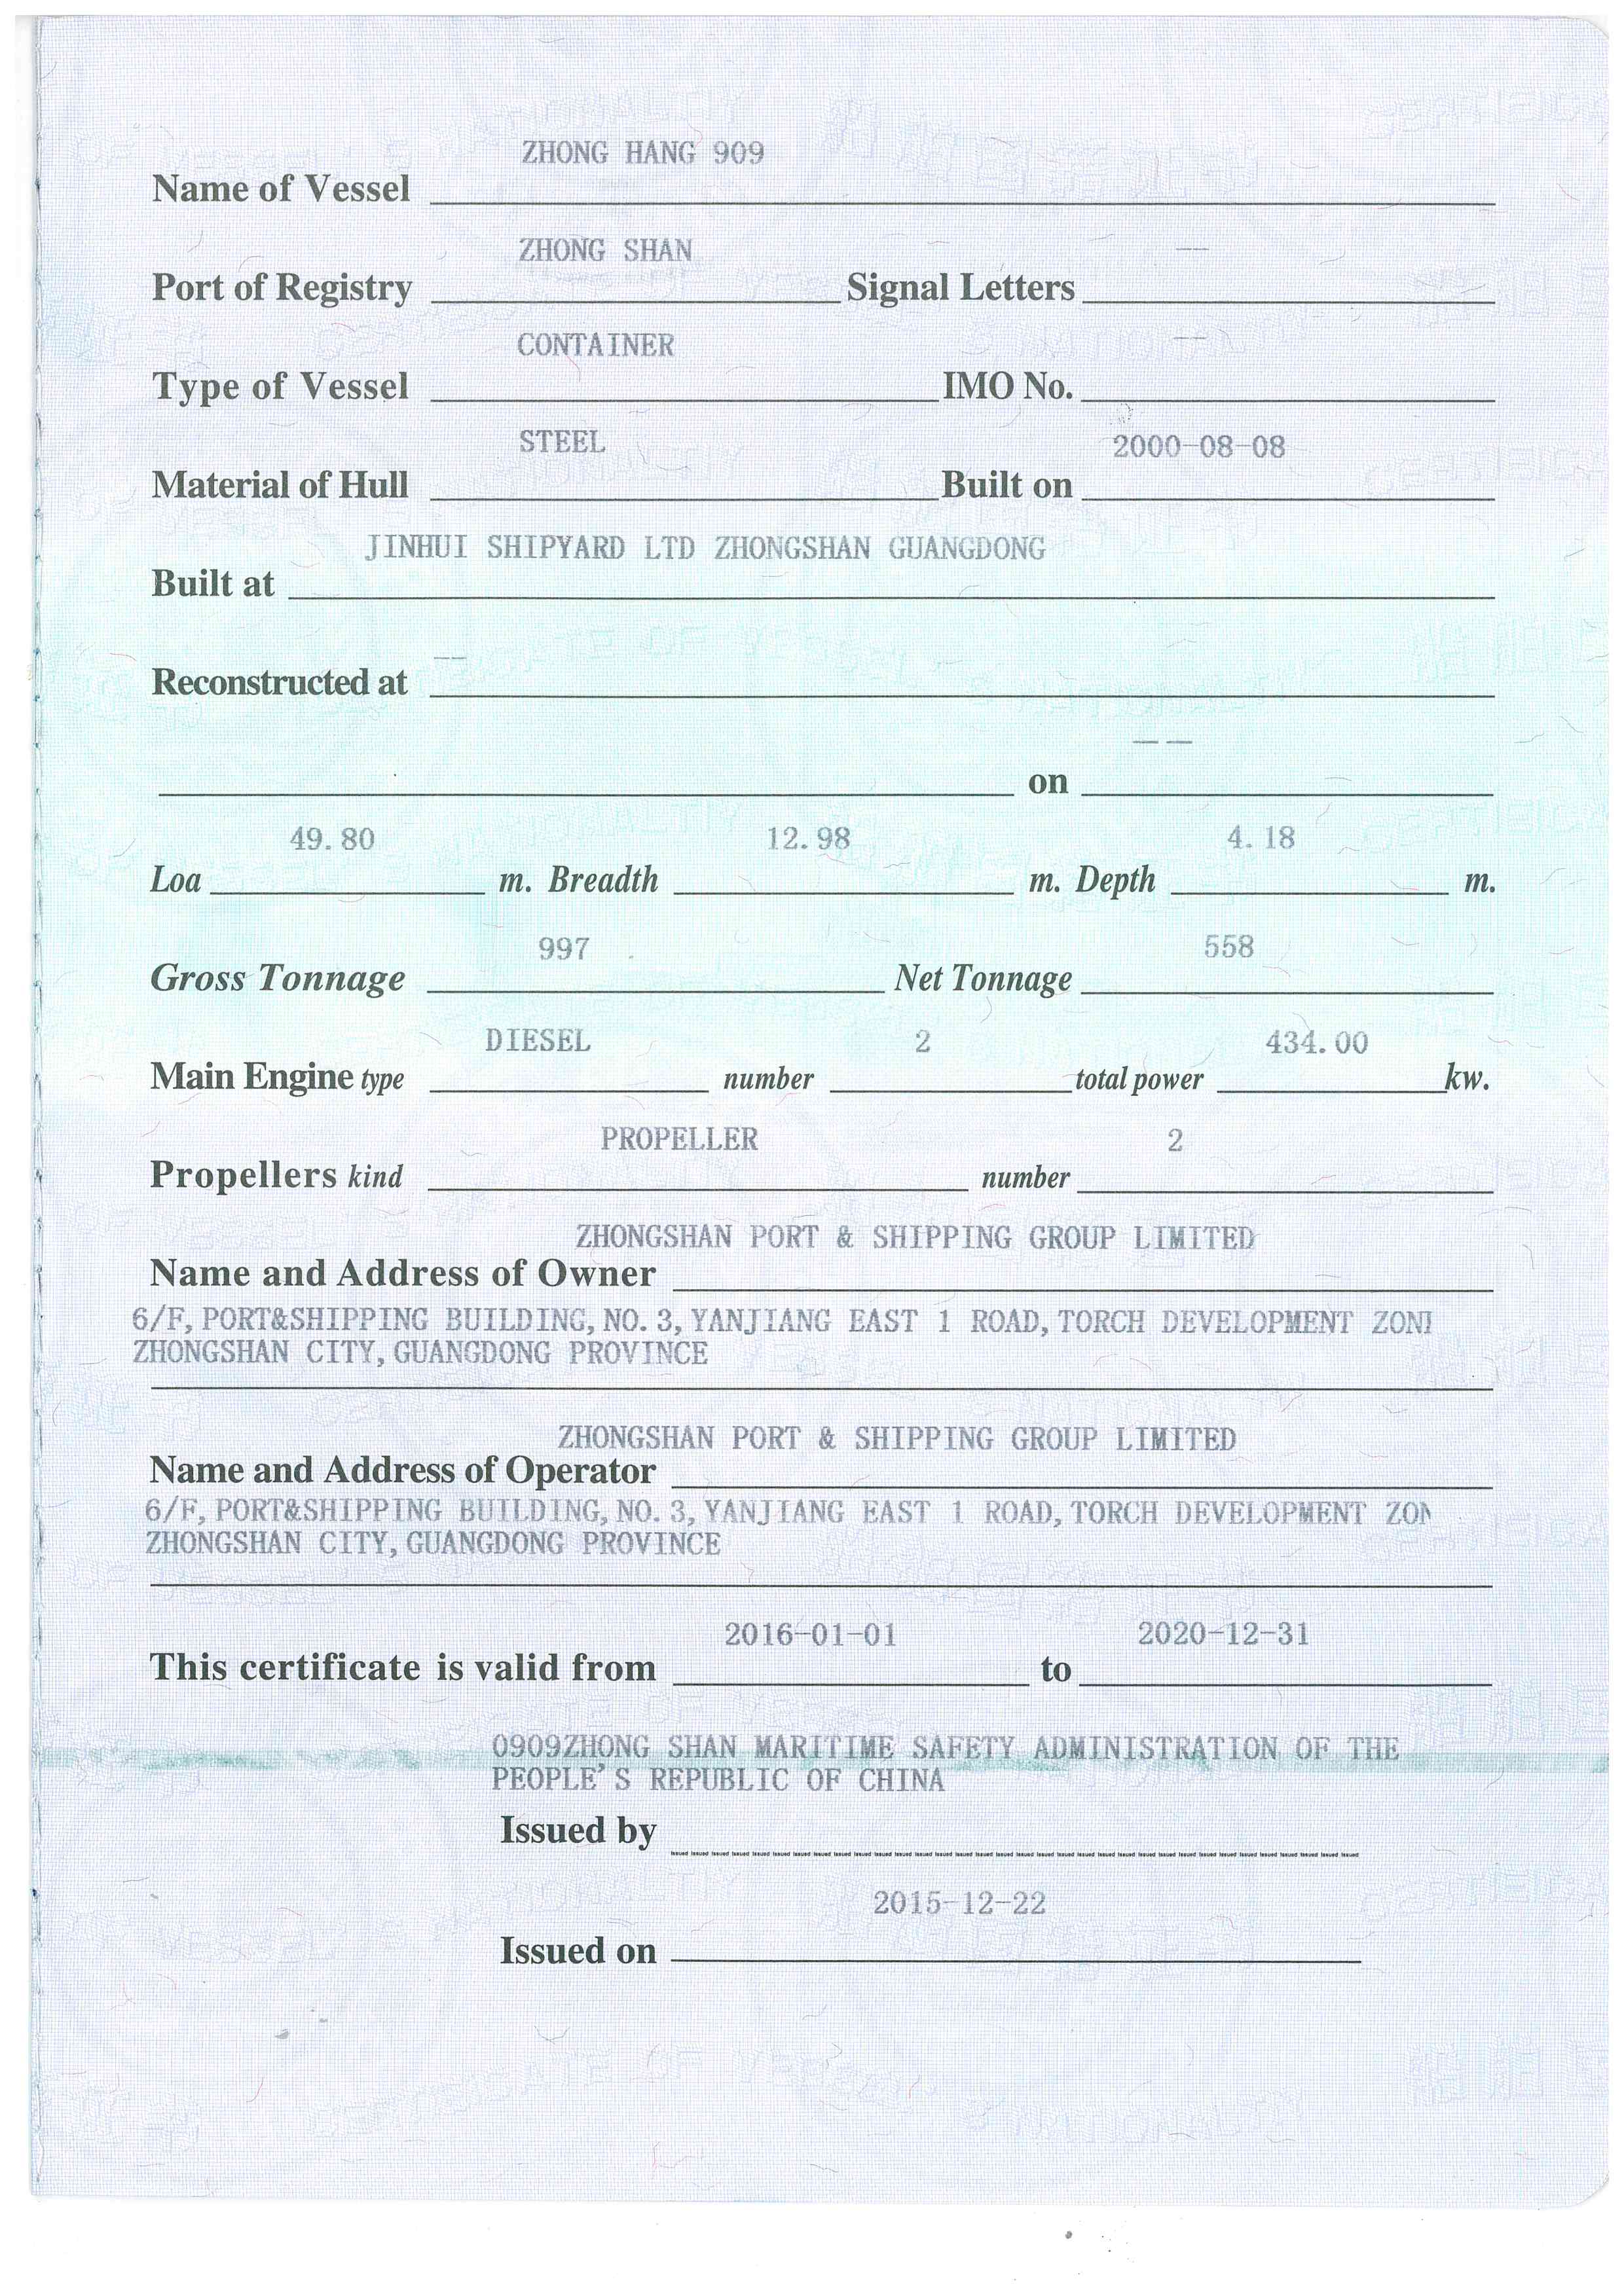 ZHONG HANG 909
Name of Vessel
ZHONG SHAN —
Port of Registry Signal Letters
CONTAINER —
Type of Vessel IMO No.
STEEL 2000-08-08
Material of Hull Built on
JINHUI SHIPYARD LTD ZHONGSHAN GUANGDONG
Built at
—
Reconstructed at
— —
on
49.80 12.98 4.18
Loa m. Breadth m. Depth m.
997 558
Gross Tonnage Net Tonnage
DIESEL 2 434.00
Main Engine type number total power kw.
PROPELLER 2
Propellers kind number
ZHONGSHAN PORT & SHIPPING GROUP LIMITED
Name and Address of Owner
6/F, PORT&SHIPPING BUILDING, NO. 3, YANJIANG EAST 1 ROAD, TORCH DEVELOPMENT
ZHONGSHAN CITY, GUANGDONG PROVINCE
ZHONGSHAN PORT & SHIPPING GROUP LIMITED
Name and Address of Operator
6/F, PORT&SHIPPING BUILDING, NO. 3, YANJIANG EAST 1 ROAD, TORCH DEVELOPMENT
ZHONGSHAN CITY, GUANGDONG PROVINCE
2016-01-01 2020-12-31
This certificate is valid from to
0909ZHONG SHAN MARITIME SAFETY ADMINISTRATION OF THE
PEOPLE'S REPUBLIC OF CHINA
Issued by
2015-12-22
Issued on